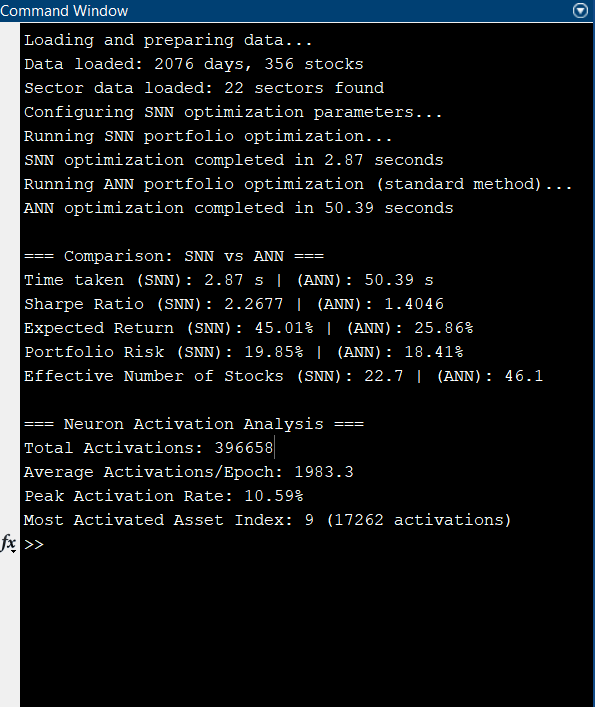 Command Window
Loading and preparing data...
Data loaded: 2076 days, 356 stocks
Sector data loaded: 22 sectors found
Configuring SNN optimization parameters...
Running SNN portfolio optimization...
SNN optimization completed in 2.87 seconds
Running ANN portfolio optimization (standard method)...
ANN optimization completed in 50.39 seconds
=== Comparison: SNN vs ANN ===
Time taken (SNN): 2.87 s | (ANN): 50.39 s
Sharpe Ratio (SNN): 2.2677 | (ANN): 1.4046
Expected Return (SNN): 45.01% | (ANN): 25.86%
Portfolio Risk (SNN): 19.85% | (ANN): 18.41%
Effective Number of Stocks (SNN): 22.7 | (ANN): 46.1
=== Neuron Activation Analysis ===
Total Activations: 396658
Average Activations/Epoch: 1983.3
Peak Activation Rate: 10.59%
Most Activated Asset Index: 9 (17262 activations)
fx >>